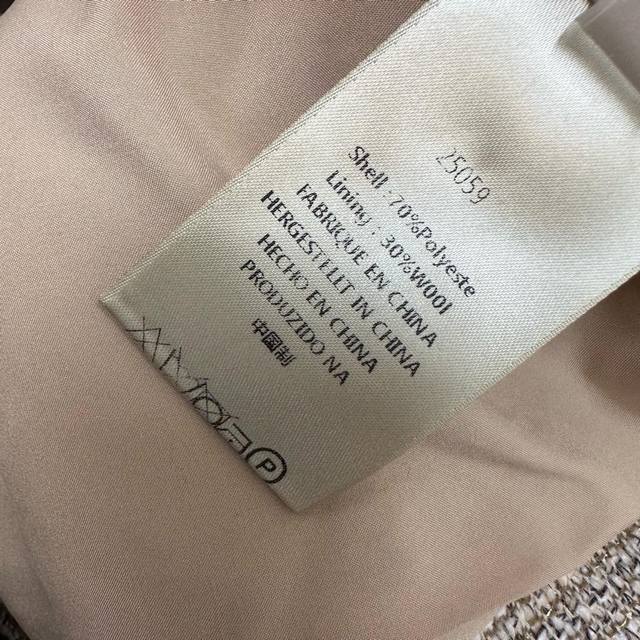 25059
Shell : 70%Polyeste
Lining : 30%Wool
FABRIQUE EN CHINA
HERGESTELLT IN CHINA
HECHO EN CHINA
PRODUZIDO NA
中国制
P